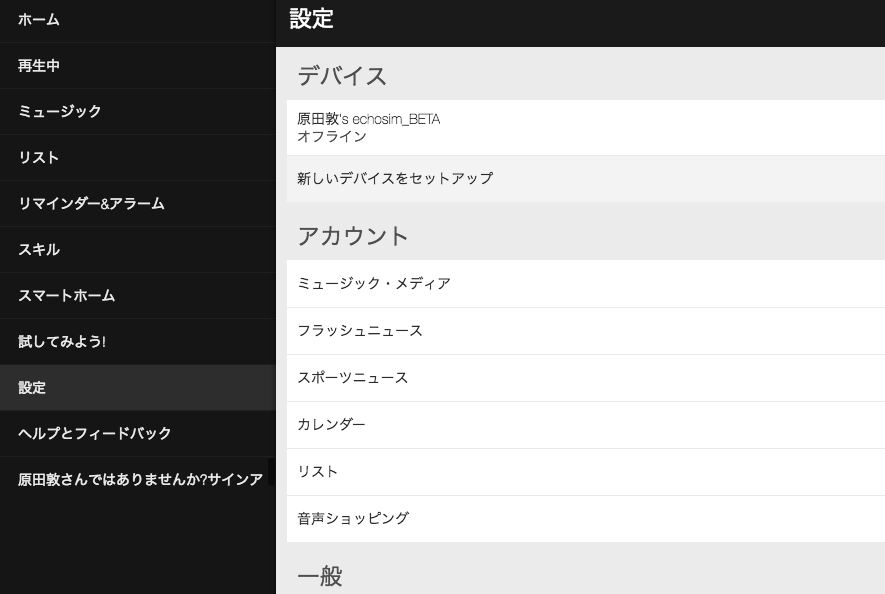 ホーム
再生中
ミュージック
リスト
リマインダー&アラーム
スキル
スマートホーム
試してみよう!
設定
ヘルプとフィードバック
原田敦さんではありませんか?サインア
設定
デバイス
原田敦's echosim_BETA
オフライン
新しいデバイスをセットアップ
アカウント
ミュージック・メディア
フラッシュニュース
スポーツニュース
カレンダー
リスト
音声ショッピング
一般